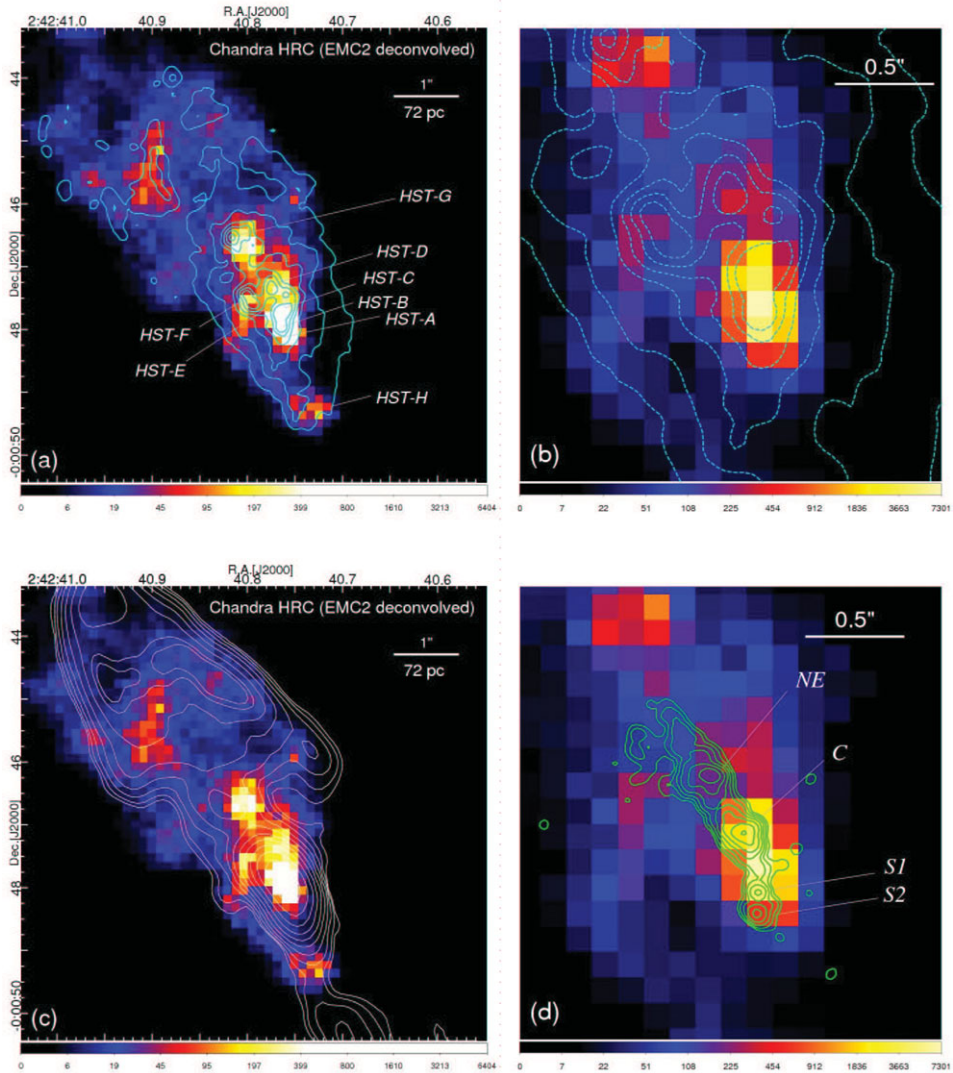 R.A.[J2000]
2:42:41.0 40.9 40.8 40.7 40.6
Chandra HRC (EMC2 deconvolved)
1"
72 pc
44
46
48
-0:00:50
Dec.[J2000]
HST-G
HST-D
HST-C
HST-B
HST-A
HST-F
HST-E
HST-H
(a)
0 6 19 45 95 197 391 800 1610 3213 6404
0.5"
(b)
0 7 22 51 108 225 454 912 1836 3663 7301
R.A.[J2000]
2:42:41.0 40.9 40.8 40.7 40.6
Chandra HRC (EMC2 deconvolved)
1"
72 pc
44
46
48
-0:00:50
Dec.[J2000]
(c)
0 6 19 45 95 197 391 800 1610 3213 6404
0.5"
NE
C
S1
S2
(d)
0 7 22 51 108 225 454 912 1836 3663 7301